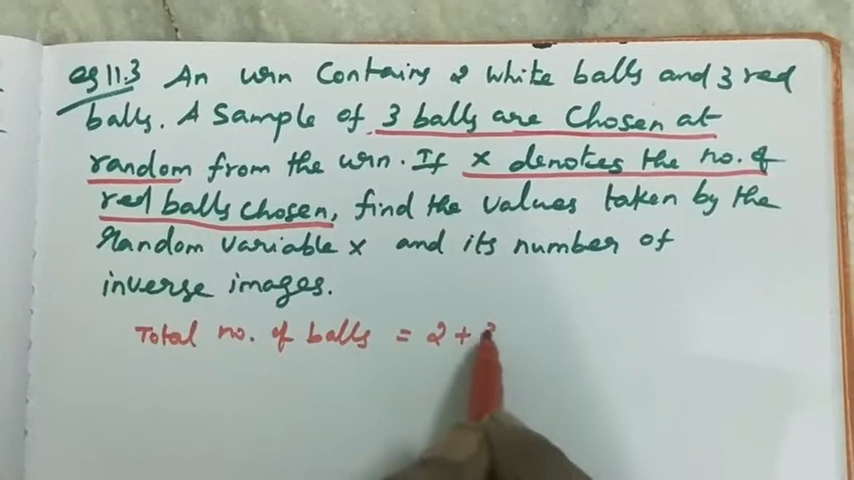 eg 11.3 An urn Contains 2 white balls and 3 red
balls. A Sample of 3 balls are Chosen at
random from the urn. If x denotes the no. of
red balls chosen, find the values taken by the
Random variable x and its number of
inverse images.
Total no. of balls = 2 +